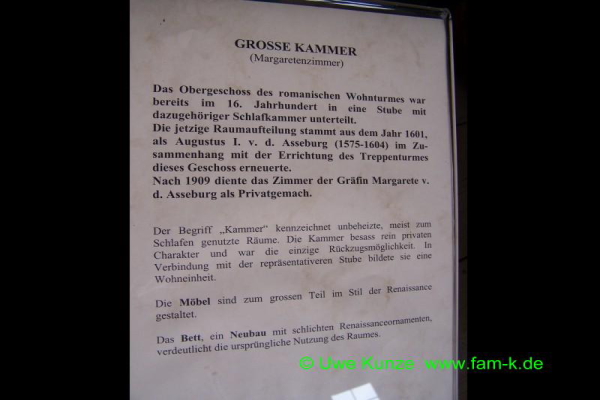 GROSSE KAMMER
(Margaretenzimmer)
Das Obergeschoss des romanischen Wohnturmes war
bereits im 16. Jahrhundert in eine Stube mit
dazugehöriger Schlafkammer unterteilt.
Die jetzige Raumaufteilung stammt aus dem Jahr 1601,
als Augustus I. v. d. Asseburg (1575-1604) im Zu-
sammenhang mit der Errichtung des Treppenturmes
dieses Geschoss erneuerte.
Nach 1909 diente das Zimmer der Gräfin Margarete v.
d. Asseburg als Privatgemach.
Der Begriff „Kammer" kennzeichnet unbeheizte, meist zum
Schlafen genutzte Räume. Die Kammer besass rein privaten
Charakter und war die einzige Rückzugsmöglichkeit. In
Verbindung mit der repräsentativeren Stube bildete sie eine
Wohneinheit.
Die Möbel sind zum grossen Teil im Stil der Renaissance
gestaltet.
Das Bett, ein Neubau mit schlichten Renaissanceornamenten,
verdeutlicht die ursprüngliche Nutzung des Raumes.
© Uwe Kunze www.fam-k.de